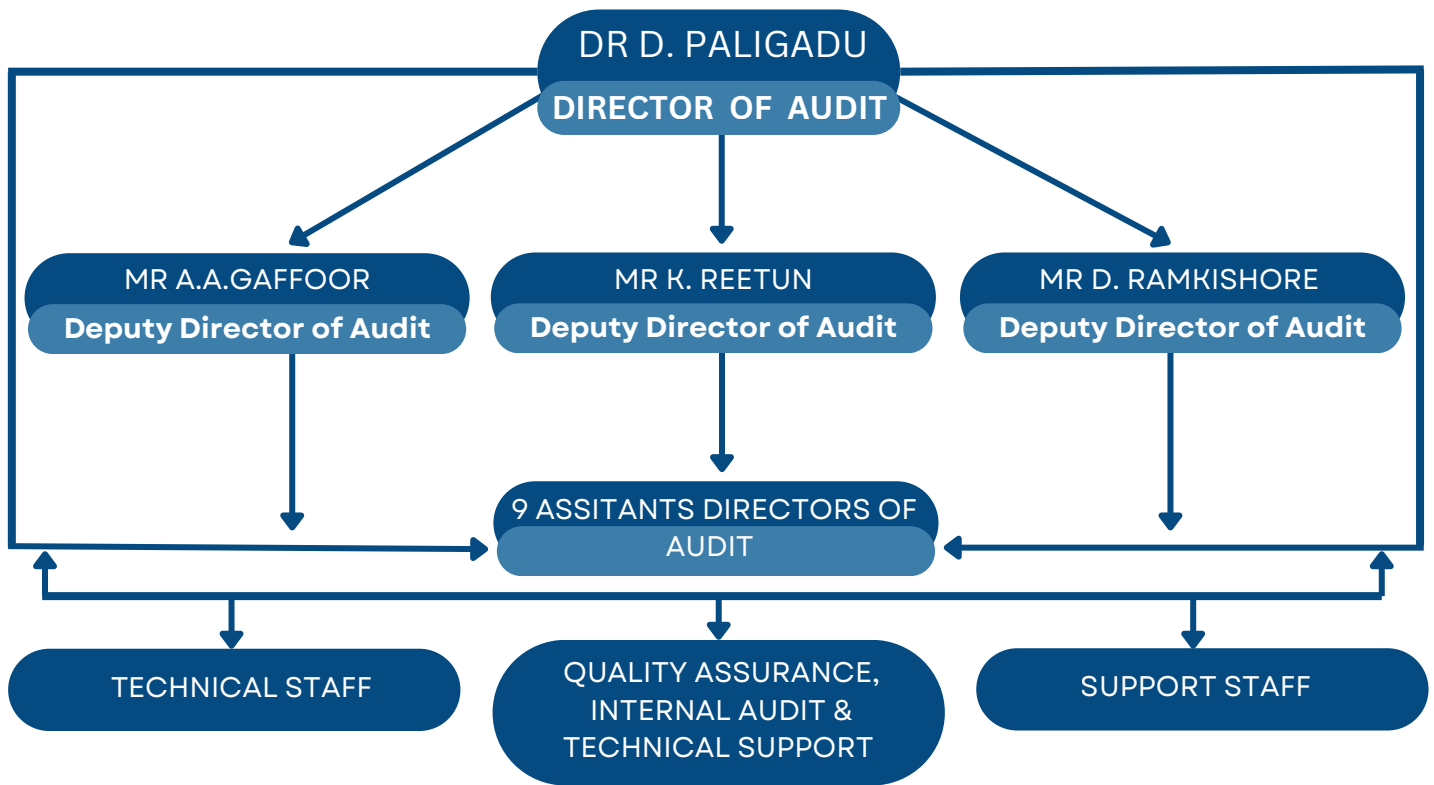 DR D. PALIGADU
DIRECTOR OF AUDIT
MR A.A.GAFFOOR
Deputy Director of Audit
MR K. REETUN
Deputy Director of Audit
MR D. RAMKISHORE
Deputy Director of Audit
9 ASSITANTS DIRECTORS OF
AUDIT
TECHNICAL STAFF
QUALITY ASSURANCE,
INTERNAL AUDIT &
TECHNICAL SUPPORT
SUPPORT STAFF